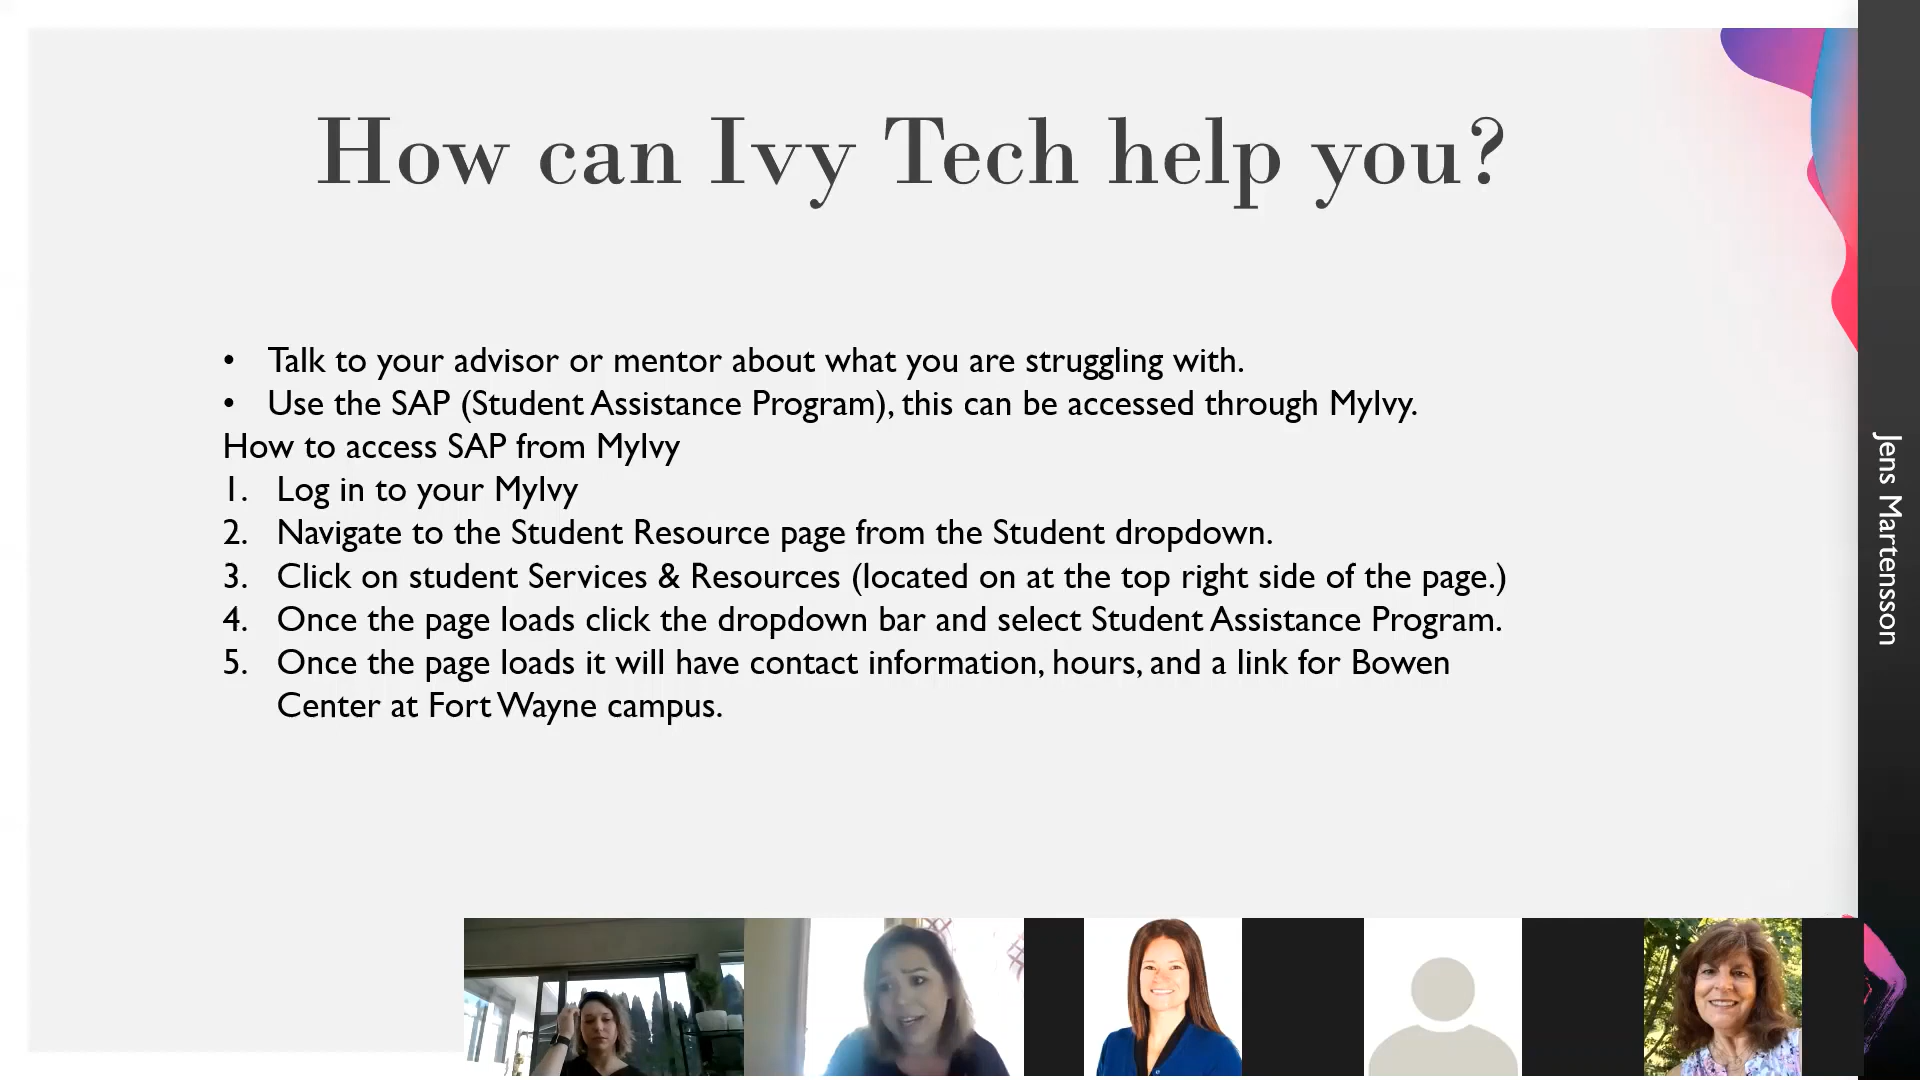 How can Ivy Tech help you?
• Talk to your advisor or mentor about what you are struggling with.
• Use the SAP (Student Assistance Program), this can be accessed through MyIvy.
How to access SAP from MyIvy
1. Log in to your MyIvy
2. Navigate to the Student Resource page from the Student dropdown.
3. Click on student Services & Resources (located on at the top right side of the page.)
4. Once the page loads click the dropdown bar and select Student Assistance Program.
5. Once the page loads it will have contact information, hours, and a link for Bowen
Center at Fort Wayne campus.
Jens Martensson